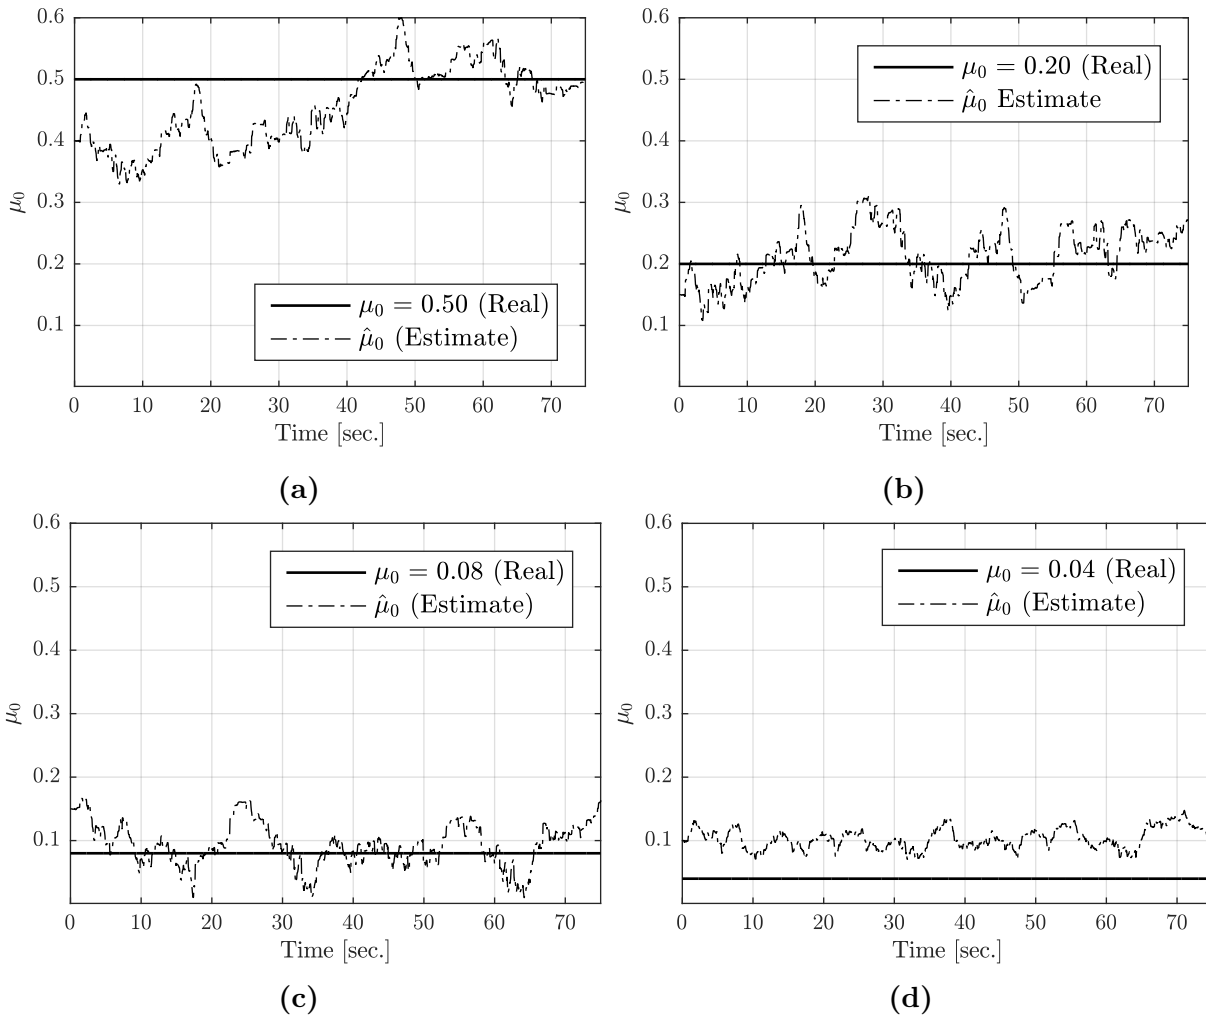 0.6
0.5
0.4
0.3
0.2
0.1
μ₀
μ₀ = 0.50 (Real)
μ̂₀ (Estimate)
0 10 20 30 40 50 60 70
Time [sec.]
(a)
0.6
0.5
0.4
0.3
0.2
0.1
μ₀
μ₀ = 0.20 (Real)
μ̂₀ Estimate
0 10 20 30 40 50 60 70
Time [sec.]
(b)
0.6
0.5
0.4
0.3
0.2
0.1
μ₀
μ₀ = 0.08 (Real)
μ̂₀ (Estimate)
0 10 20 30 40 50 60 70
Time [sec.]
(c)
0.6
0.5
0.4
0.3
0.2
0.1
μ₀
μ₀ = 0.04 (Real)
μ̂₀ (Estimate)
0 10 20 30 40 50 60 70
Time [sec.]
(d)